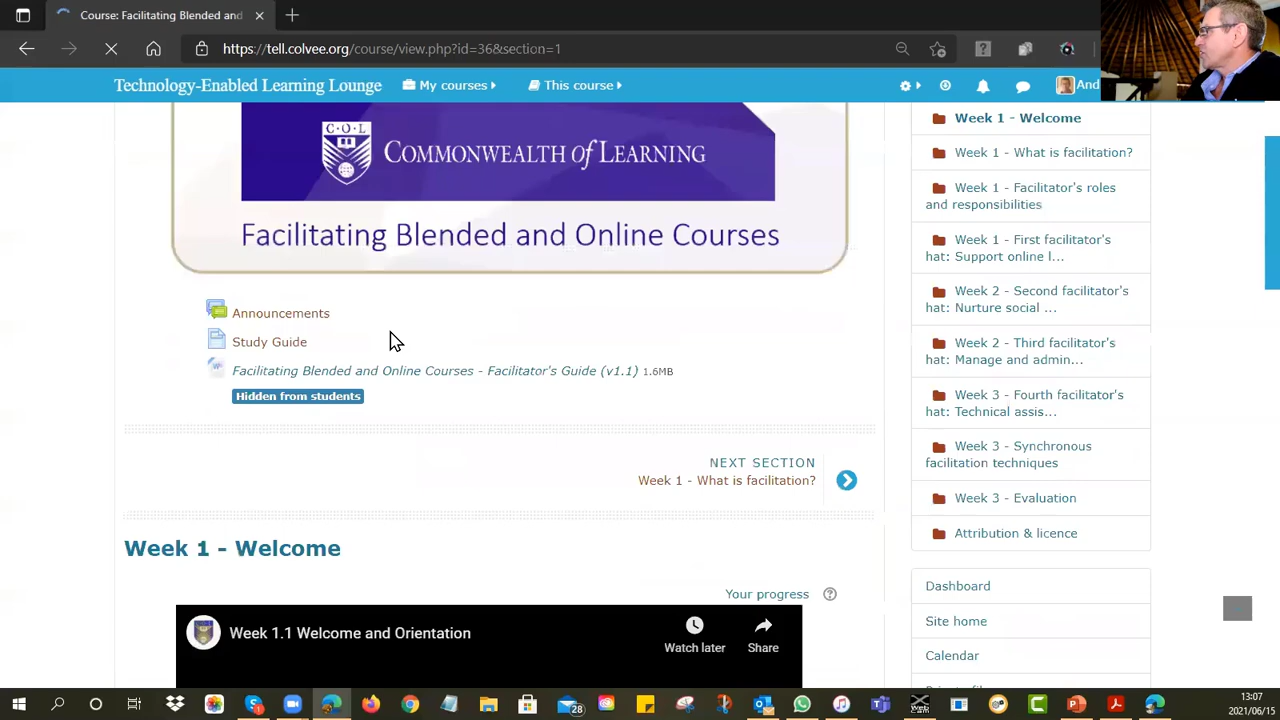 Course: Facilitating Blended and
https://tell.colvee.org/course/view.php?id=36&section=1
Technology-Enabled Learning Lounge
My courses
This course
And
C.O.L
COMMONWEALTH of LEARNING
Facilitating Blended and Online Courses
Announcements
Study Guide
Facilitating Blended and Online Courses - Facilitator's Guide (v1.1) 1.6MB
Hidden from students
NEXT SECTION
Week 1 - What is facilitation?
Week 1 - Welcome
Your progress
Week 1.1 Welcome and Orientation
Watch later
Share
Week 1 - Welcome
Week 1 - What is facilitation?
Week 1 - Facilitator's roles
and responsibilities
Week 1 - First facilitator's
hat: Support online l...
Week 2 - Second facilitator's
hat: Nurture social ...
Week 2 - Third facilitator's
hat: Manage and admin...
Week 3 - Fourth facilitator's
hat: Technical assis...
Week 3 - Synchronous
facilitation techniques
Week 3 - Evaluation
Attribution & licence
Dashboard
Site home
Calendar
28
13:07
2021/06/15